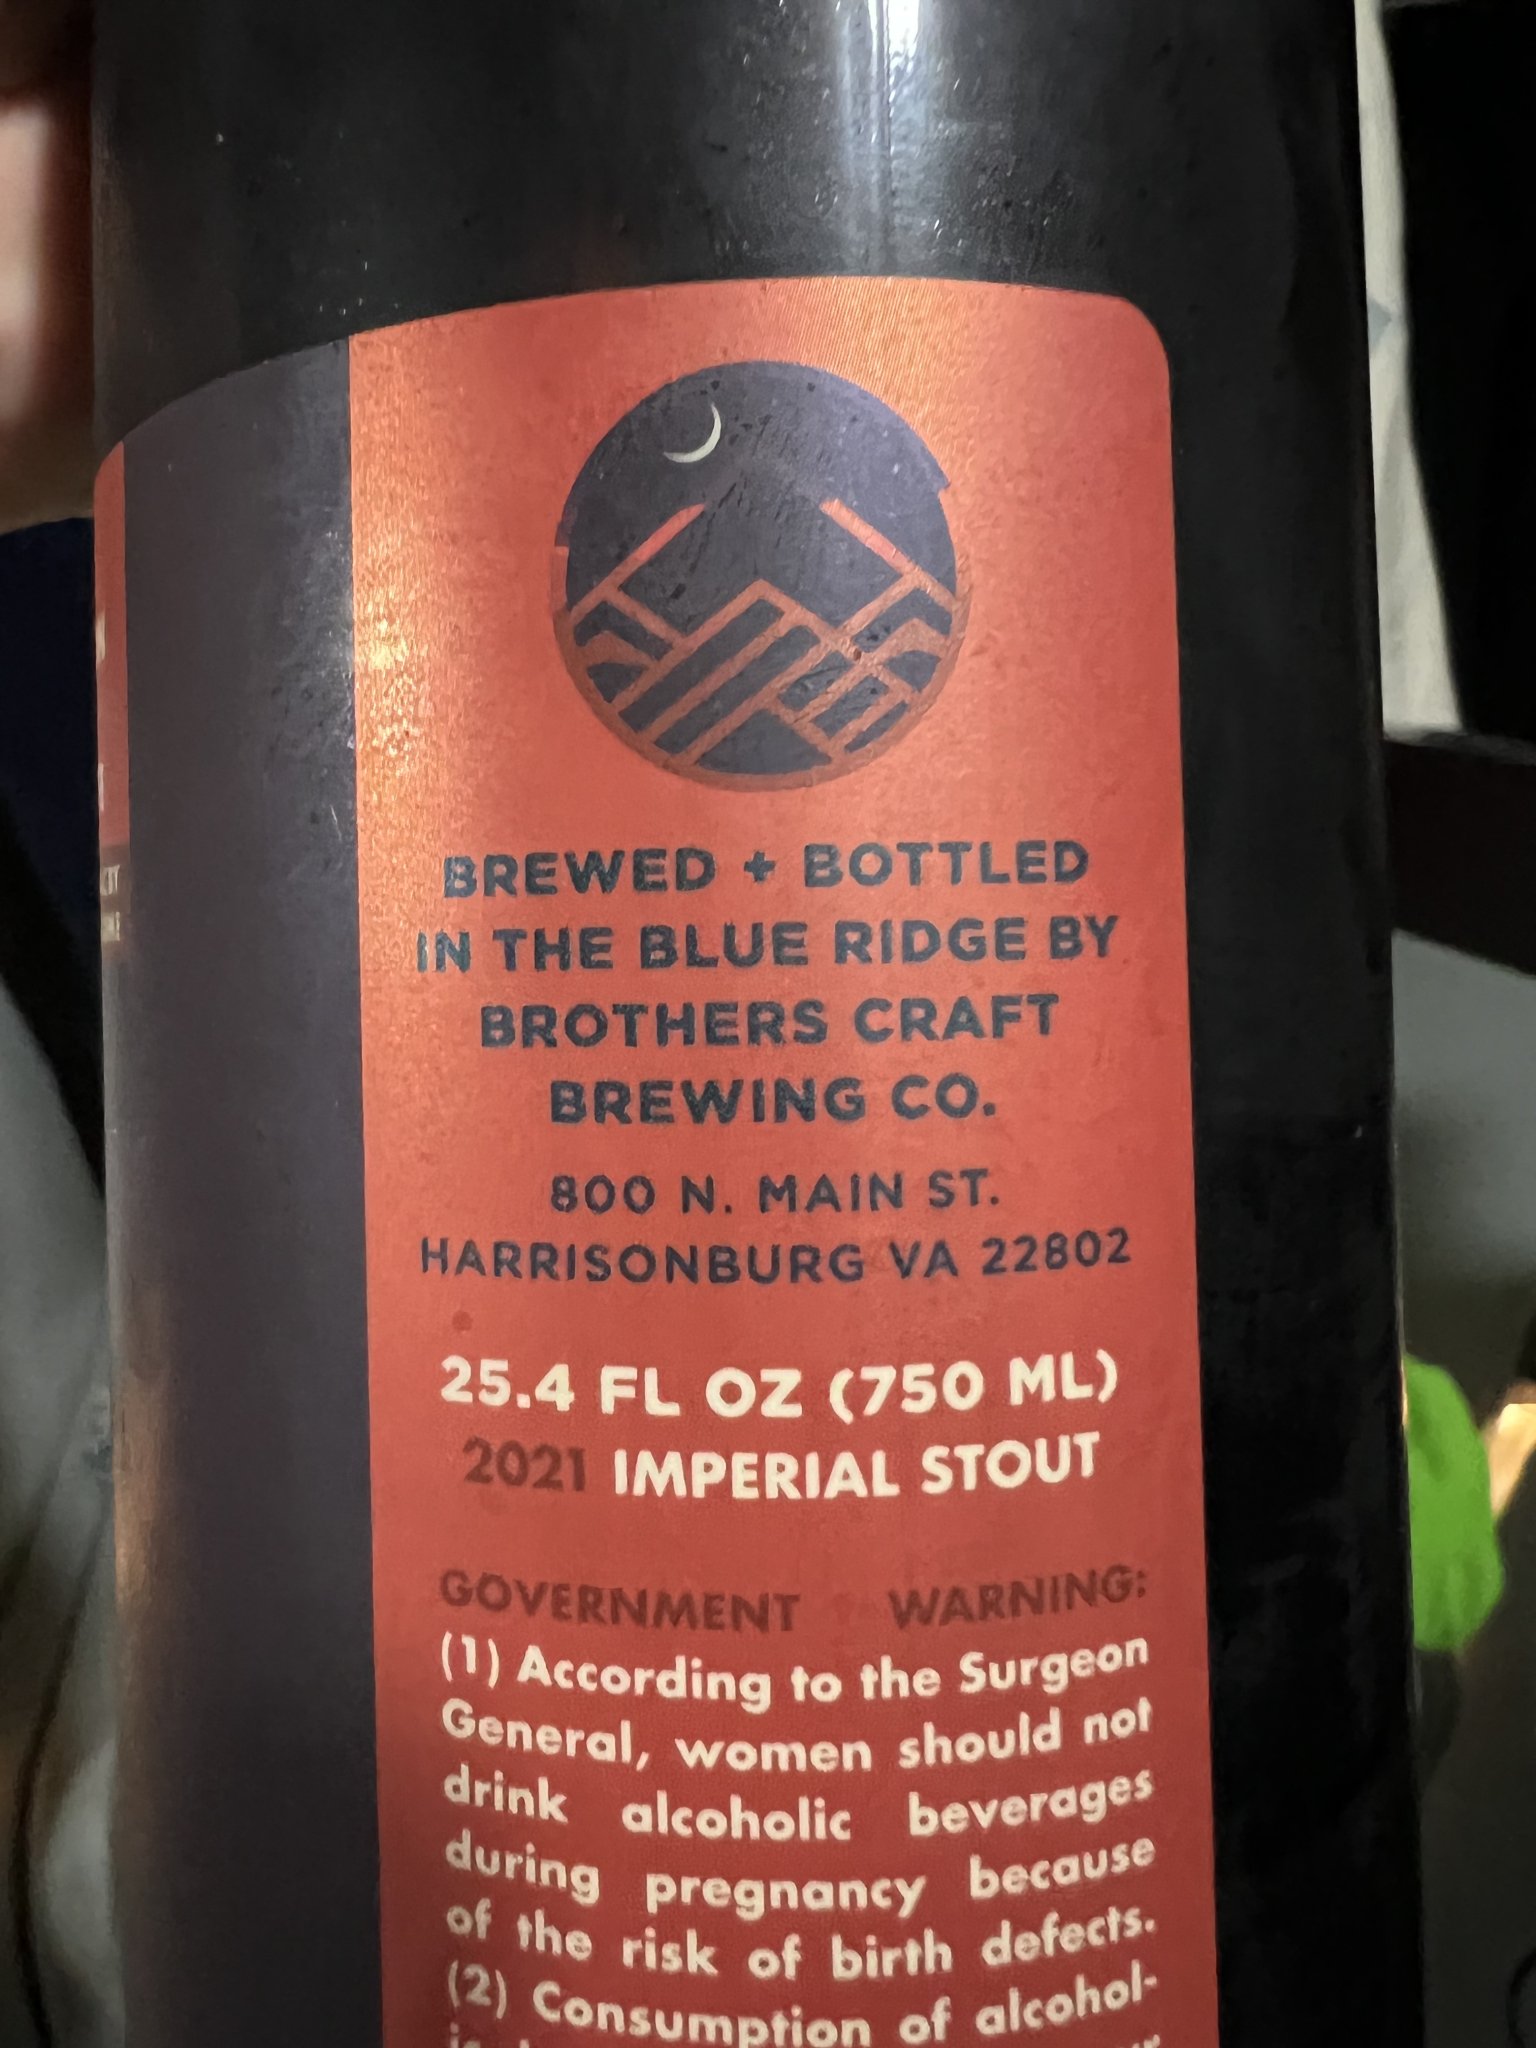 BREWED + BOTTLED
IN THE BLUE RIDGE BY
BROTHERS CRAFT
BREWING CO.
800 N. MAIN ST.
HARRISONBURG VA 22802
25.4 FL OZ (750 ML)
2021 IMPERIAL STOUT
GOVERNMENT WARNING:
(1) According to the Surgeon
General, women should not
drink alcoholic beverages
during pregnancy because
of the risk of birth defects.
(2) Consumption of alcohol-